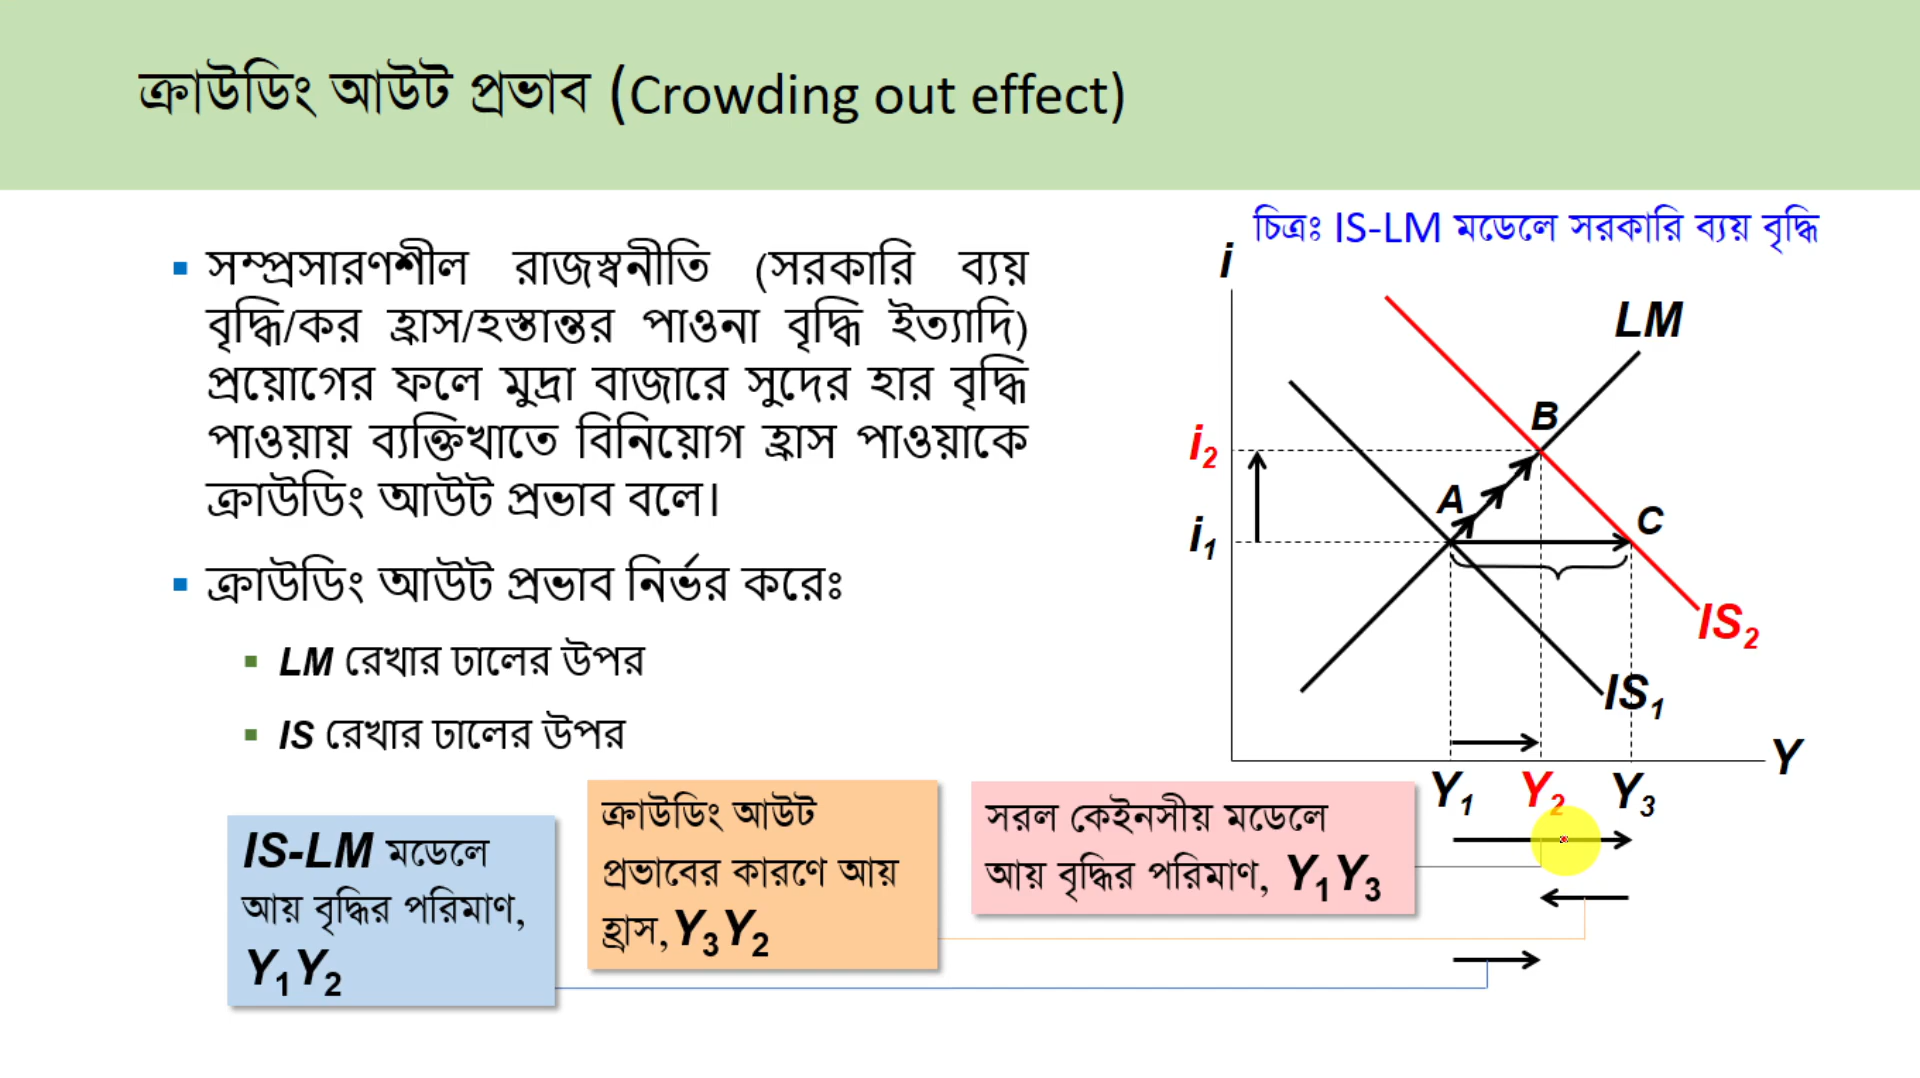 ক্রাউডিং আউট প্রভাব (Crowding out effect)
সম্প্রসারণশীল রাজস্বনীতি (সরকারি ব্যয়
বৃদ্ধি/কর হ্রাস/হস্তান্তর পাওনা বৃদ্ধি ইত্যাদি)
প্রয়োগের ফলে মুদ্রা বাজারে সুদের হার বৃদ্ধি
পাওয়ায় ব্যক্তিখাতে বিনিয়োগ হ্রাস পাওয়াকে
ক্রাউডিং আউট প্রভাব বলে।
ক্রাউডিং আউট প্রভাব নির্ভর করেঃ
LM রেখার ঢালের উপর
IS রেখার ঢালের উপর
চিত্রঃ IS-LM মডেলে সরকারি ব্যয় বৃদ্ধি
i
LM
B
i2
A
C
i1
IS2
IS1
Y
Y1 Y2 Y3
IS-LM মডেলে
আয় বৃদ্ধির পরিমাণ,
Y1Y2
ক্রাউডিং আউট
প্রভাবের কারণে আয়
হ্রাস, Y3Y2
সরল কেইনসীয় মডেলে
আয় বৃদ্ধির পরিমাণ, Y1Y3